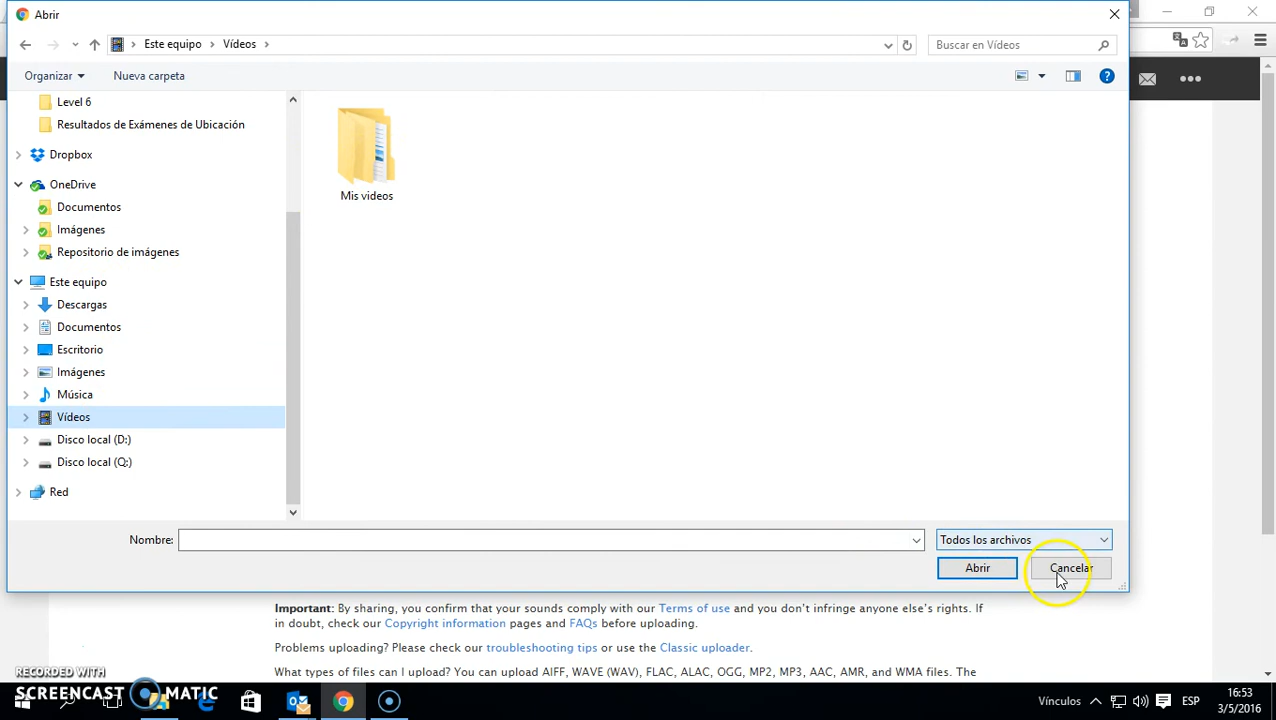 Abrir
Este equipo
Vídeos
Buscar en Vídeos
Organizar
Nueva carpeta
Level 6
Resultados de Exámenes de Ubicación
Dropbox
OneDrive
Documentos
Imágenes
Repositorio de imágenes
Este equipo
Descargas
Documentos
Escritorio
Imágenes
Música
Vídeos
Disco local (D:)
Disco local (Q:)
Red
Mis videos
Nombre:
Todos los archivos
Abrir
Cancelar
Important: By sharing, you confirm that your sounds comply with our Terms of use and you don't infringe anyone else's rights. If
in doubt, check our Copyright information pages and FAQs before uploading.
Problems uploading? Please check our troubleshooting tips or use the Classic uploader.
What types of files can I upload? You can upload AIFF, WAVE (WAV), FLAC, ALAC, OGG, MP2, MP3, AAC, AMR, and WMA files. The
RECORDED WITH
SCREENCAST MATIC
Vínculos
ESP
16:53
3/5/2016